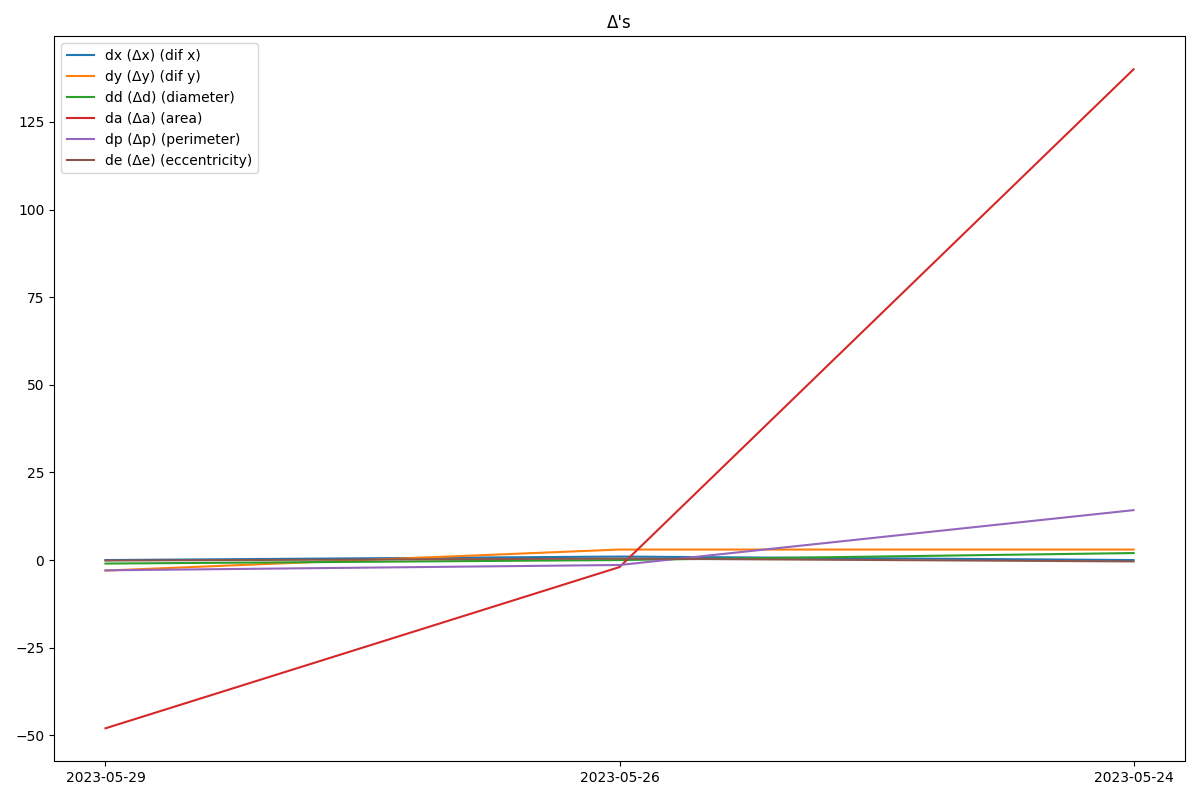 Δ's
dx (Δx) (dif x)
dy (Δy) (dif y)
dd (Δd) (diameter)
da (Δa) (area)
dp (Δp) (perimeter)
de (Δe) (eccentricity)
125
100
75
50
25
0
−25
−50
2023-05-29 2023-05-26 2023-05-24